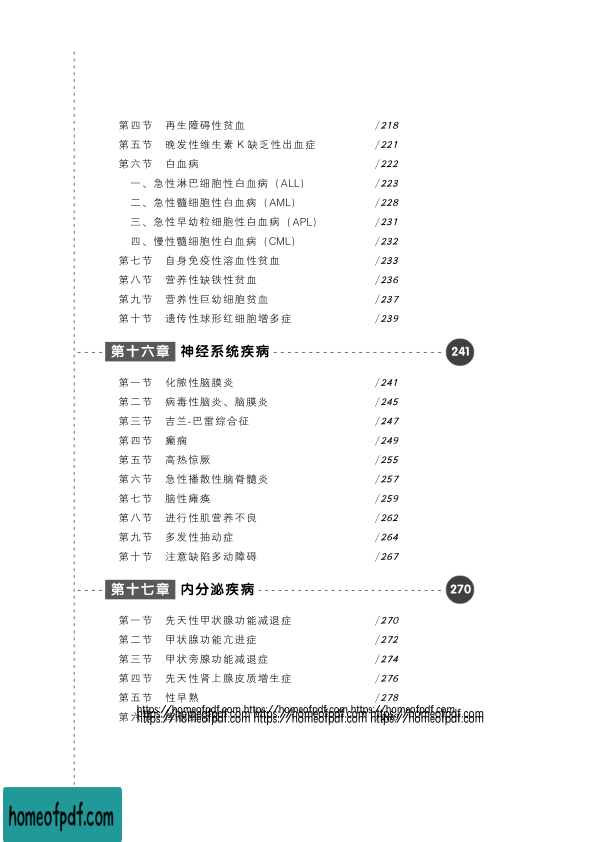 第四节 再生障碍性贫血 /218
第五节 晚发性维生素 K 缺乏性出血症 /221
第六节 白血病 /222
一、急性淋巴细胞性白血病（ALL） /223
二、急性髓细胞性白血病（AML） /228
三、急性早幼粒细胞性白血病（APL） /231
四、慢性髓细胞性白血病（CML） /232
第七节 自身免疫性溶血性贫血 /233
第八节 营养性缺铁性贫血 /236
第九节 营养性巨幼细胞贫血 /237
第十节 遗传性球形红细胞增多症 /239
第十六章 神经系统疾病 241
第一节 化脓性脑膜炎 /241
第二节 病毒性脑炎、脑膜炎 /245
第三节 吉兰-巴雷综合征 /247
第四节 癫痫 /249
第五节 高热惊厥 /255
第六节 急性播散性脑脊髓炎 /257
第七节 脑性瘫痪 /259
第八节 进行性肌营养不良 /262
第九节 多发性抽动症 /264
第十节 注意缺陷多动障碍 /267
第十七章 内分泌疾病 270
第一节 先天性甲状腺功能减退症 /270
第二节 甲状腺功能亢进症 /272
第三节 甲状旁腺功能减退症 /274
第四节 先天性肾上腺皮质增生症 /276
第五节 性早熟 /278
https://homeofpdf.com https://homeofpdf.com https://homeofpdf.com
第六
https://homeofpdf.com https://homeofpdf.com https://homeofpdf.com
https://homeofpdf.com https://homeofpdf.com https://homeofpdf.com
homeofpdf.com